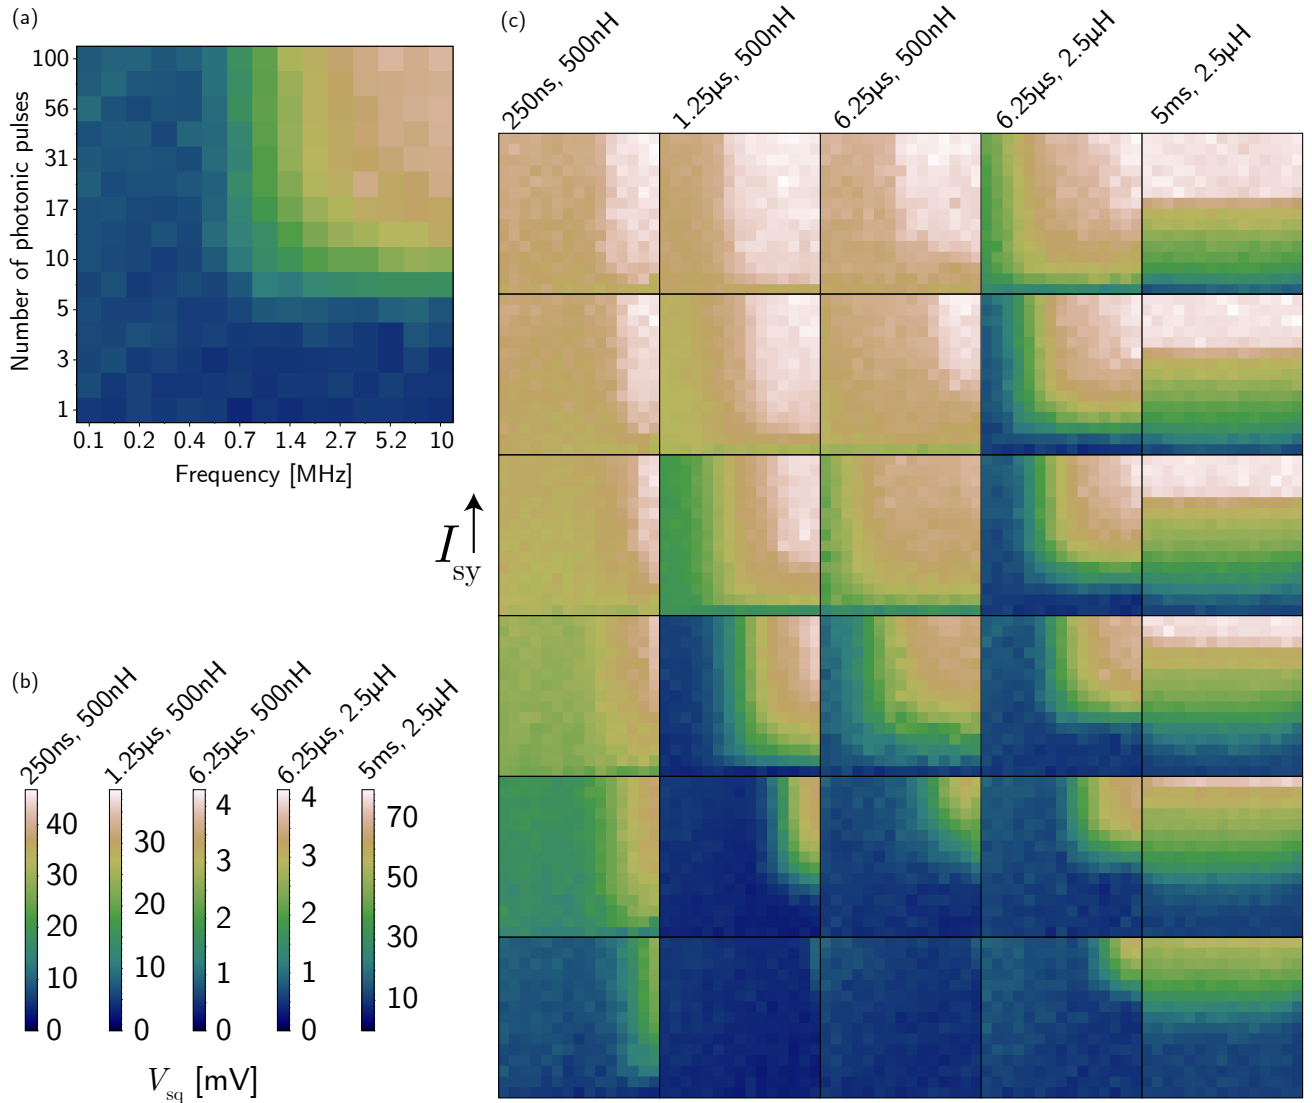 (a)
Number of photonic pulses
100
56
31
17
10
5
3
1
0.1 0.2 0.4 0.7 1.4 2.7 5.2 10
Frequency [MHz]
(b)
250ns, 500nH
1.25µs, 500nH
6.25µs, 500nH
6.25µs, 2.5µH
5ms, 2.5µH
40
30
20
10
0
30
20
10
0
4
3
2
1
0
4
3
2
1
0
70
50
30
10
V_sq [mV]
(c)
250ns, 500nH
1.25µs, 500nH
6.25µs, 500nH
6.25µs, 2.5µH
5ms, 2.5µH
I_sy